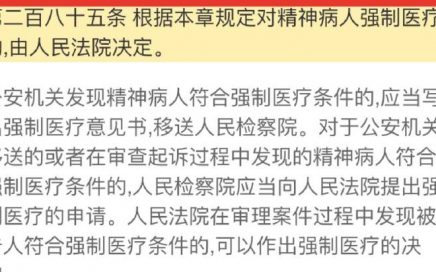 第二百八十五条 根据本章规定对精神病人强制医疗
的,由人民法院决定。
公安机关发现精神病人符合强制医疗条件的,应当写
出强制医疗意见书,移送人民检察院。对于公安机关
移送的或者在审查起诉过程中发现的精神病人符合
强制医疗条件的,人民检察院应当向人民法院提出强
制医疗的申请。人民法院在审理案件过程中发现被
告人符合强制医疗条件的,可以作出强制医疗的决